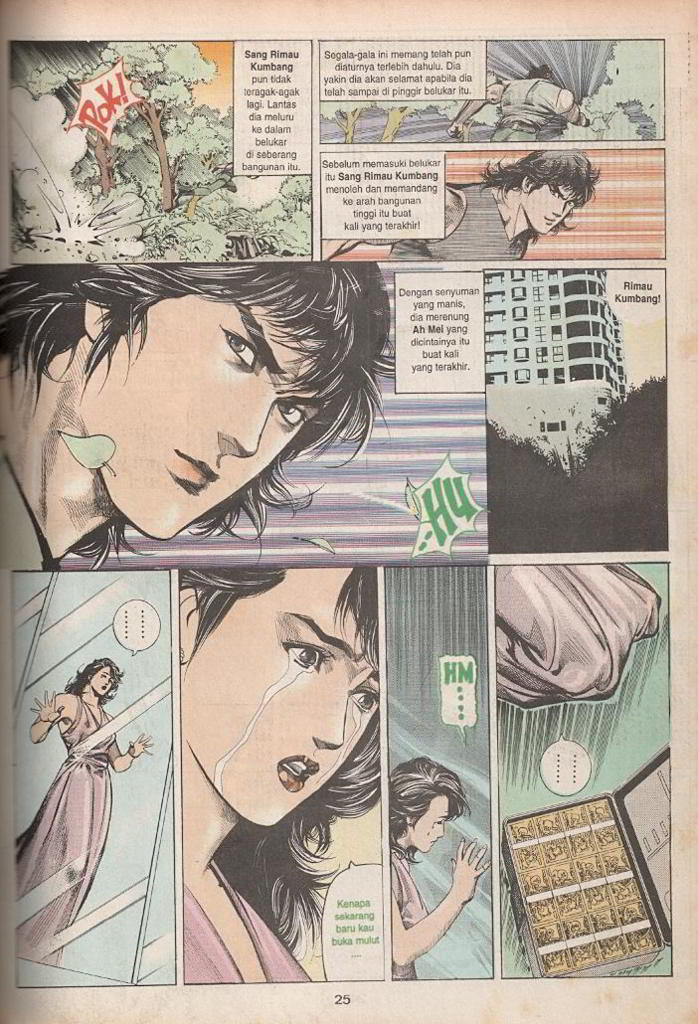 POK!
Sang Rimau
Kumbang
pun tidak
teragak-agak
lagi. Lantas
dia meluru
ke dalam
belukar
di seberang
bangunan itu.
Segala-gala ini memang telah pun
diaturnya terlebih dahulu. Dia
yakin dia akan selamat apabila dia
telah sampai di pinggir belukar itu.
Sebelum memasuki belukar
itu Sang Rimau Kumbang
menoleh dan memandang
ke arah bangunan
tinggi itu buat
kali yang terakhir!
Dengan senyuman
yang manis,
dia merenung
Ah Mei yang
dicintainya itu
buat kali
yang terakhir.
HU
Rimau
Kumbang!
Kenapa
sekarang
baru kau
buka mulut
....
HM
25